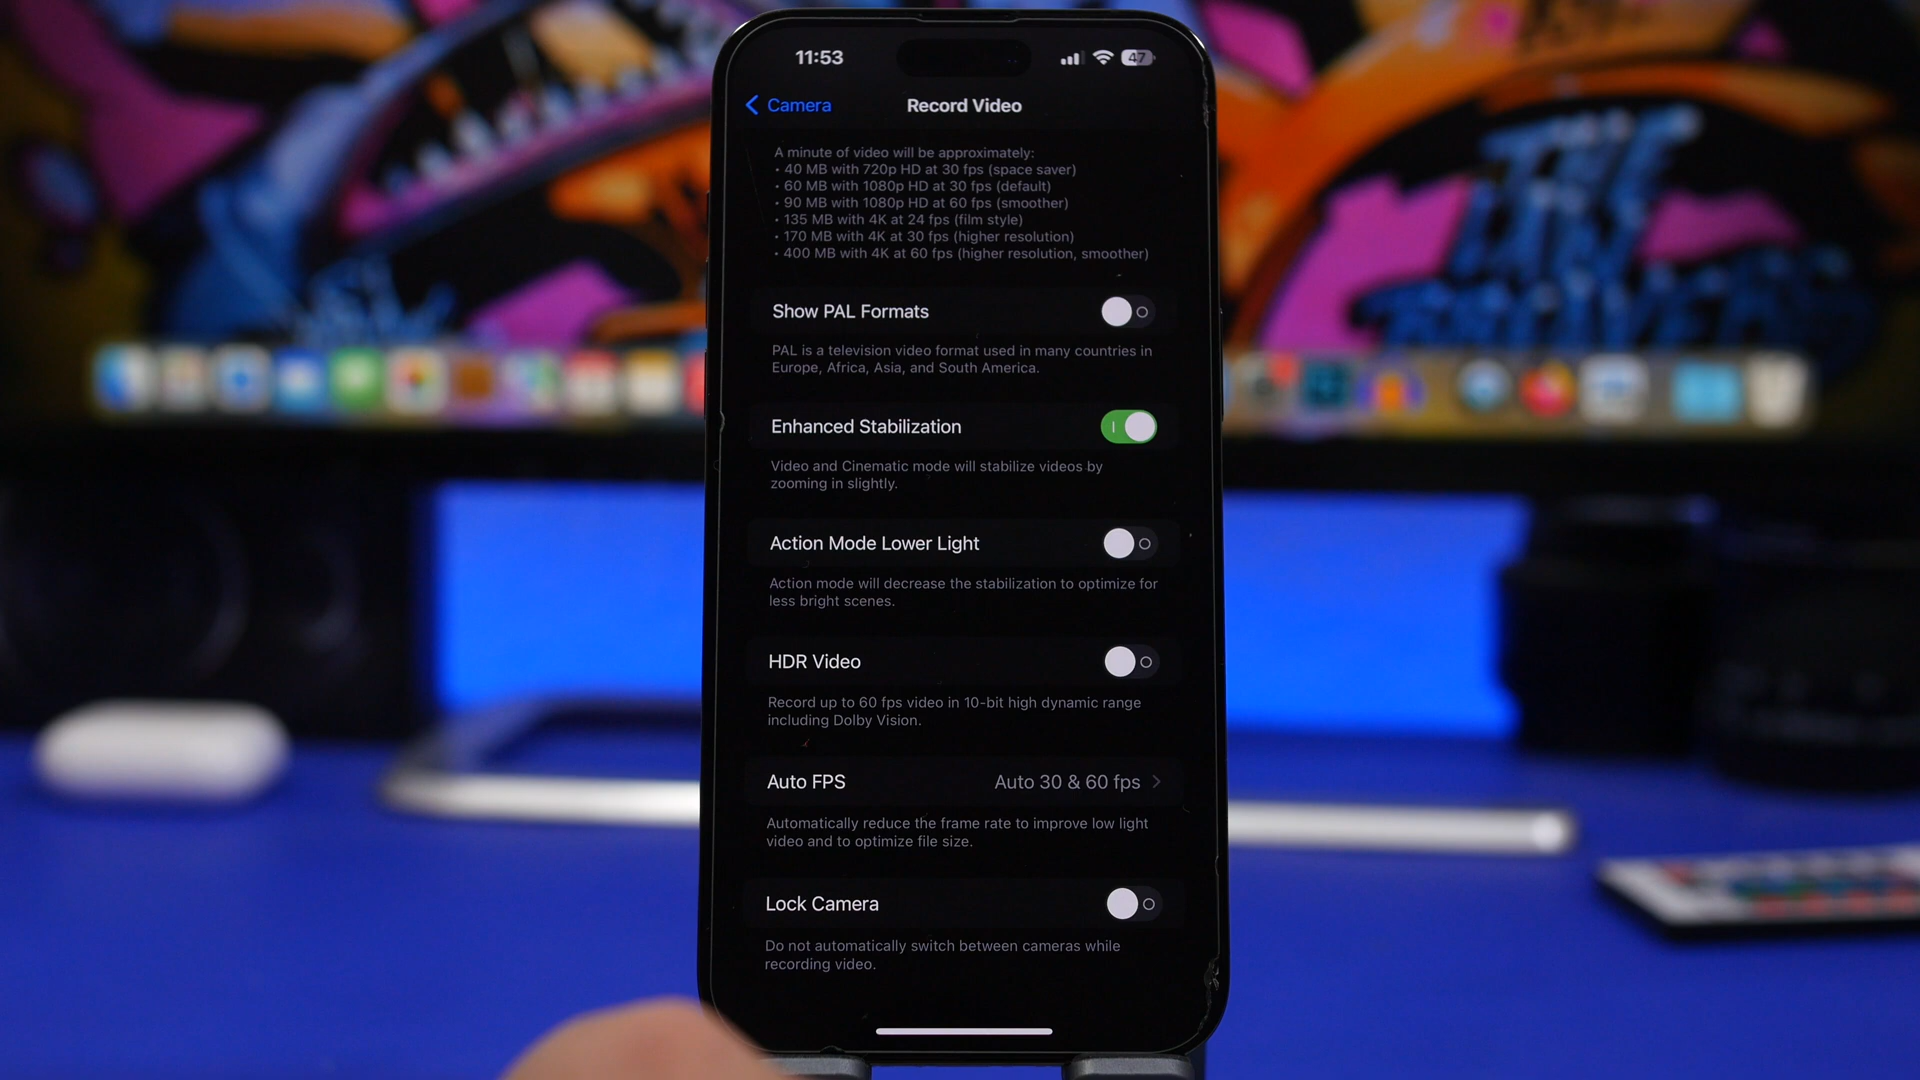 11:53
47
Camera
Record Video
A minute of video will be approximately:
• 40 MB with 720p HD at 30 fps (space saver)
• 60 MB with 1080p HD at 30 fps (default)
• 90 MB with 1080p HD at 60 fps (smoother)
• 135 MB with 4K at 24 fps (film style)
• 170 MB with 4K at 30 fps (higher resolution)
• 400 MB with 4K at 60 fps (higher resolution, smoother)
Show PAL Formats
PAL is a television video format used in many countries in
Europe, Africa, Asia, and South America.
Enhanced Stabilization
Video and Cinematic mode will stabilize videos by
zooming in slightly.
Action Mode Lower Light
Action mode will decrease the stabilization to optimize for
less bright scenes.
HDR Video
Record up to 60 fps video in 10-bit high dynamic range
including Dolby Vision.
Auto FPS
Auto 30 & 60 fps
Automatically reduce the frame rate to improve low light
video and to optimize file size.
Lock Camera
Do not automatically switch between cameras while
recording video.
THE